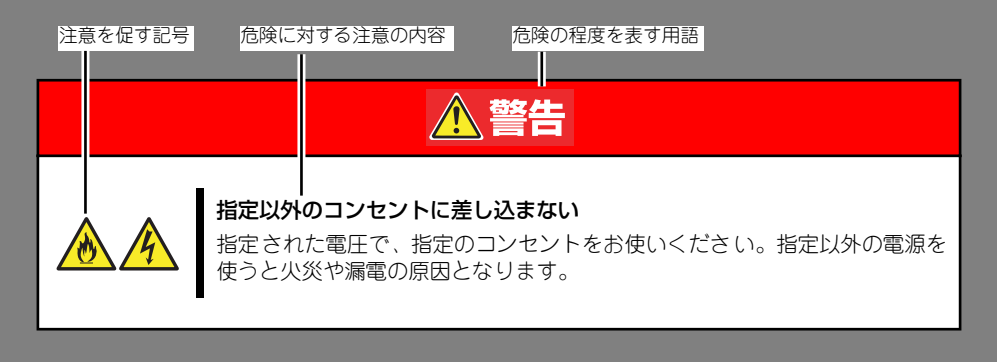 注意を促す記号
危険に対する注意の内容
危険の程度を表す用語
警告
指定以外のコンセントに差し込まない
指定された電圧で、指定のコンセントをお使いください。指定以外の電源を
使うと火災や漏電の原因となります。